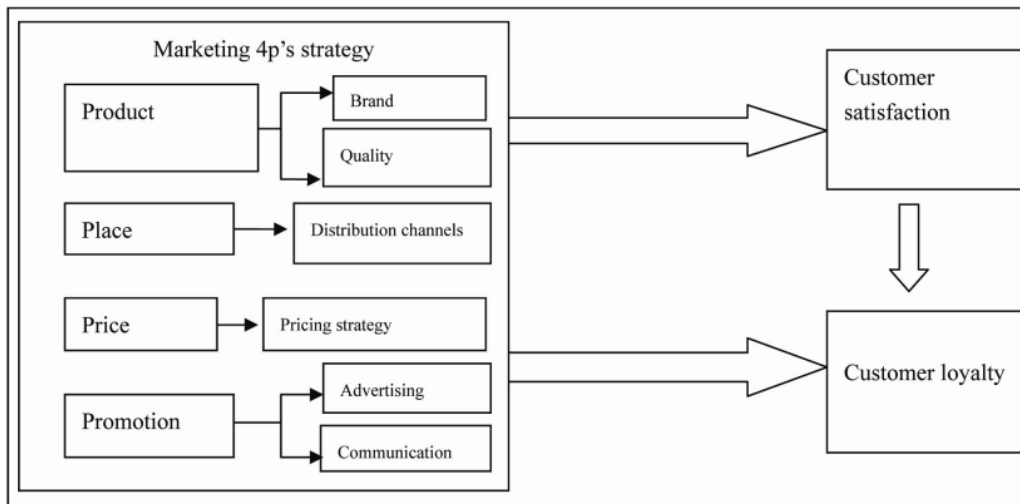 Marketing 4p’s strategy
Product
Brand
Quality
Place
Distribution channels
Price
Pricing strategy
Promotion
Advertising
Communication
Customer
satisfaction
Customer loyalty